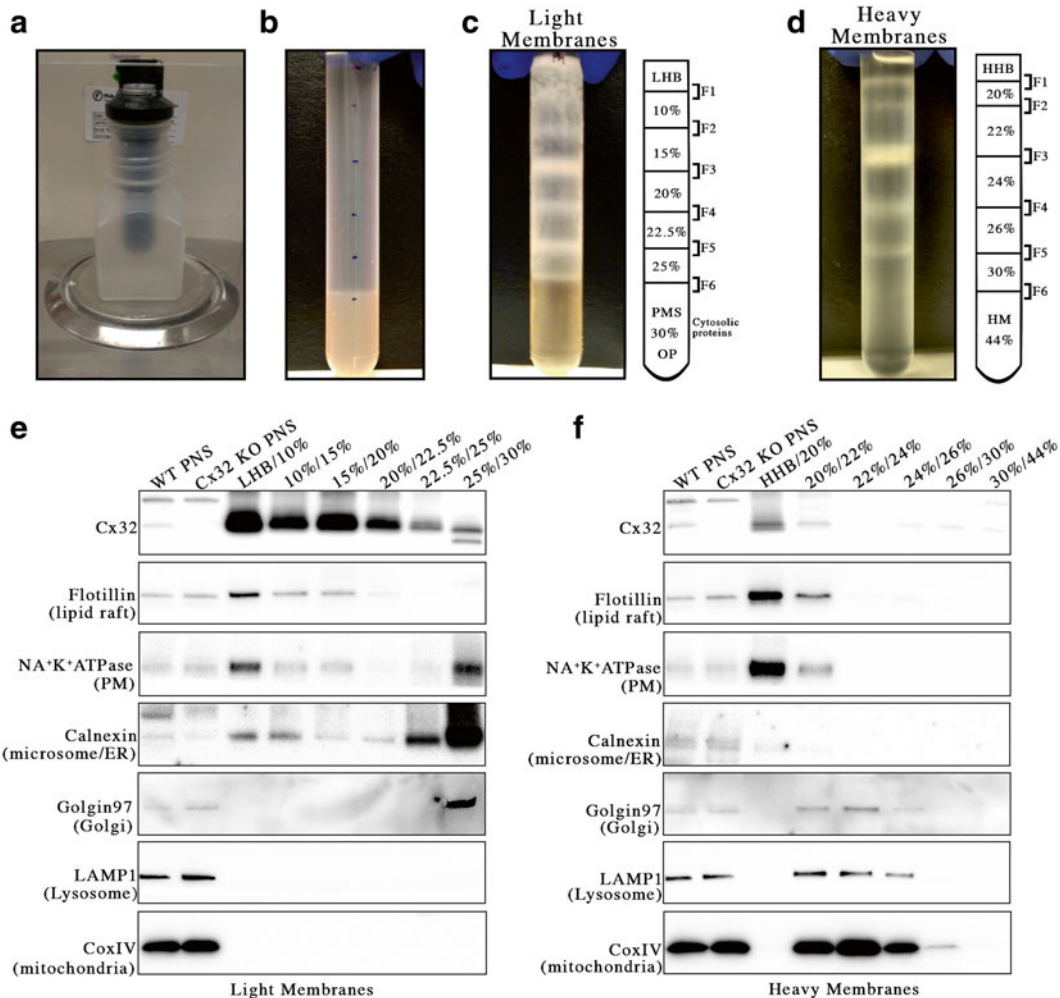 a
b
c
Light
Membranes
LHB
10%
15%
20%
22.5%
25%
PMS
30%
OP
F1
F2
F3
F4
F5
F6
Cytosolic
proteins
d
Heavy
Membranes
HHB
20%
22%
24%
26%
30%
HM
44%
F1
F2
F3
F4
F5
F6
e
WT PNS
Cx32 KO PNS
LHB/10%
10%/15%
15%/20%
20%/22.5%
22.5%/25%
25%/30%
Cx32
Flotillin
(lipid raft)
NA⁺K⁺ATPase
(PM)
Calnexin
(microsome/ER)
Golgin97
(Golgi)
LAMP1
(Lysosome)
CoxIV
(mitochondria)
Light Membranes
f
WT PNS
Cx32 KO PNS
HHB/20%
20%/22%
22%/24%
24%/26%
26%/30%
30%/44%
Cx32
Flotillin
(lipid raft)
NA⁺K⁺ATPase
(PM)
Calnexin
(microsome/ER)
Golgin97
(Golgi)
LAMP1
(Lysosome)
CoxIV
(mitochondria)
Heavy Membranes